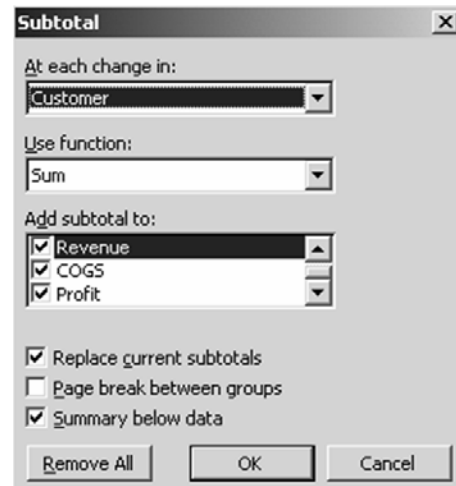 Subtotal
At each change in:
Customer
Use function:
Sum
Add subtotal to:
Revenue
COGS
Profit
Replace current subtotals
Page break between groups
Summary below data
Remove All OK Cancel